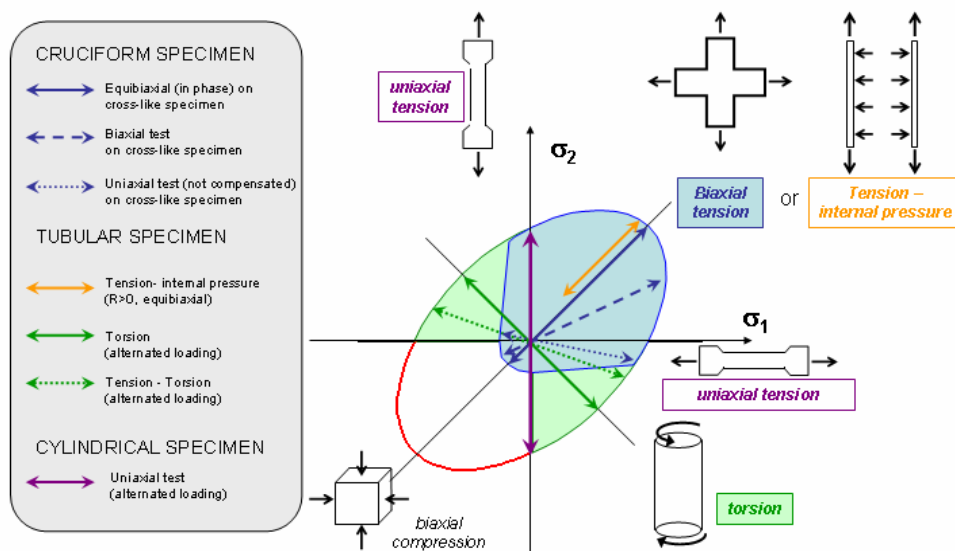 CRUCIFORM SPECIMEN
Equibiaxial (in phase) on
cross-like specimen
Biaxial test
on cross-like specimen
Uniaxial test (not compensated)
on cross-like specimen
TUBULAR SPECIMEN
Tension- internal pressure
(R>0, equibiaxial)
Torsion
(alternated loading)
Tension - Torsion
(alternated loading)
CYLINDRICAL SPECIMEN
Uniaxial test
(alternated loading)
uniaxial
tension
σ2
Biaxial
tension
or
Tension –
internal pressure
σ1
uniaxial tension
torsion
biaxial
compression